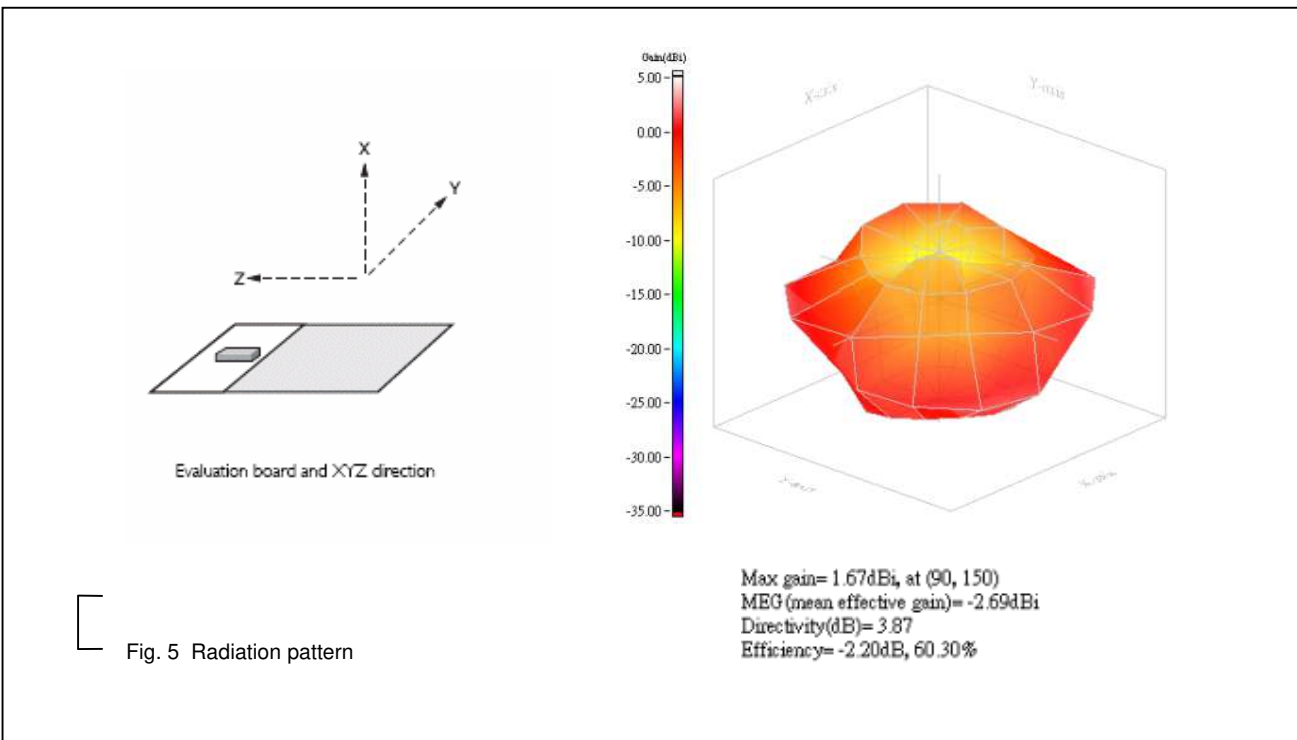 X
Y
Z
Evaluation board and XYZ direction
Fig. 5 Radiation pattern
Gain(dBi)
5.00
0.00
-5.00
-10.00
-15.00
-20.00
-25.00
-30.00
-35.00
X-axis
Y-axis
Max gain= 1.67dBi, at (90, 150)
MEG(mean effective gain)= -2.69dBi
Directivity(dB)= 3.87
Efficiency= -2.20dB, 60.30%